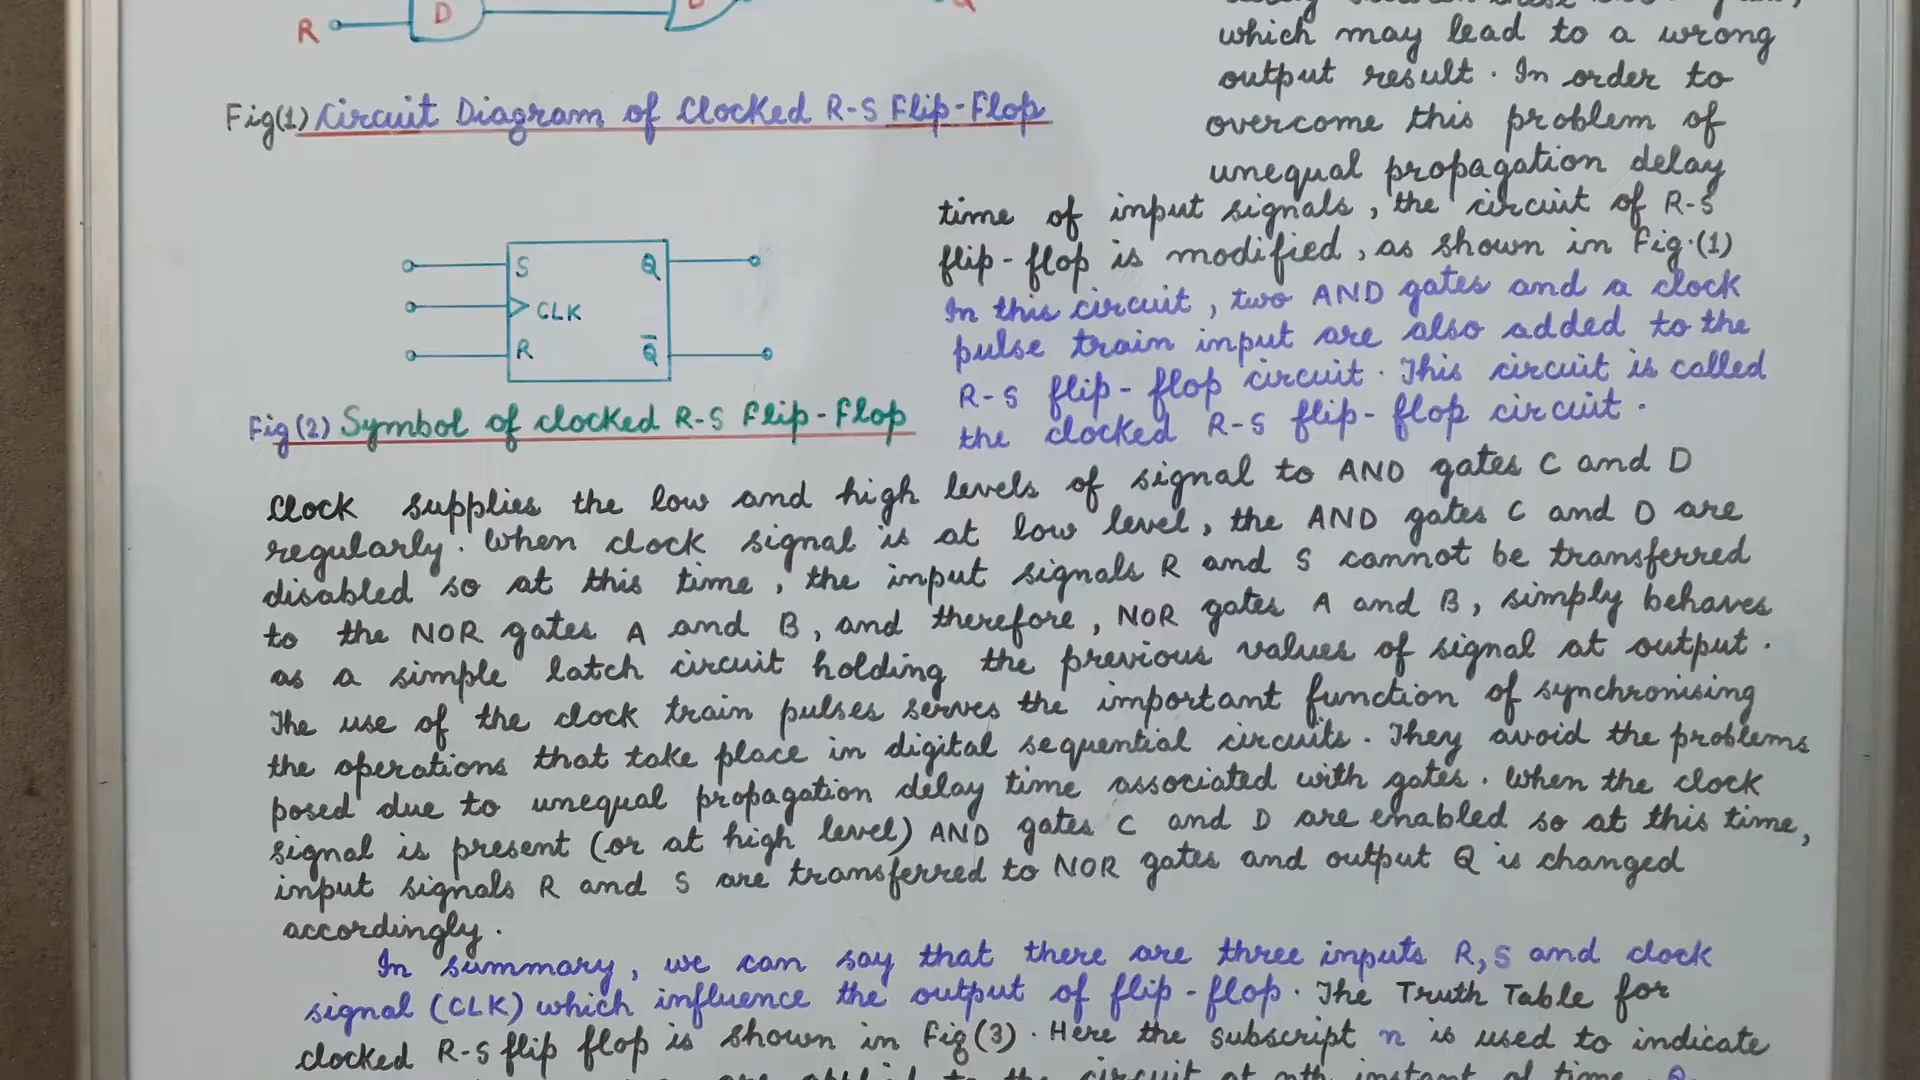 which may lead to a wrong
output result. In order to
overcome this problem of
unequal propagation delay
R
D
Fig(1) Circuit Diagram of Clocked R-S Flip-Flop
time of input signals, the circuit of R-S
flip-flop is modified, as shown in Fig.(1)
In this circuit, two AND gates and a clock
pulse train input are also added to the
R-S flip-flop circuit. This circuit is called
the clocked R-S flip-flop circuit.
S Q
CLK
R Q̅
Fig(2) Symbol of clocked R-S Flip-Flop
Clock supplies the low and high levels of signal to AND gates C and D
regularly. When clock signal is at low level, the AND gates C and D are
disabled so at this time, the input signals R and S cannot be transferred
to the NOR gates A and B, and therefore, NOR gates A and B, simply behaves
as a simple latch circuit holding the previous values of signal at output.
The use of the clock train pulses serves the important function of synchronising
the operations that take place in digital sequential circuits. They avoid the problems
posed due to unequal propagation delay time associated with gates. When the clock
signal is present (or at high level) AND gates C and D are enabled so at this time,
input signals R and S are transferred to NOR gates and output Q is changed
accordingly.
In summary, we can say that there are three inputs R, S and clock
signal (CLK) which influence the output of flip-flop. The Truth Table for
clocked R-S flip flop is shown in Fig(3). Here the subscript n is used to indicate
to the circuit at nth instant of time.